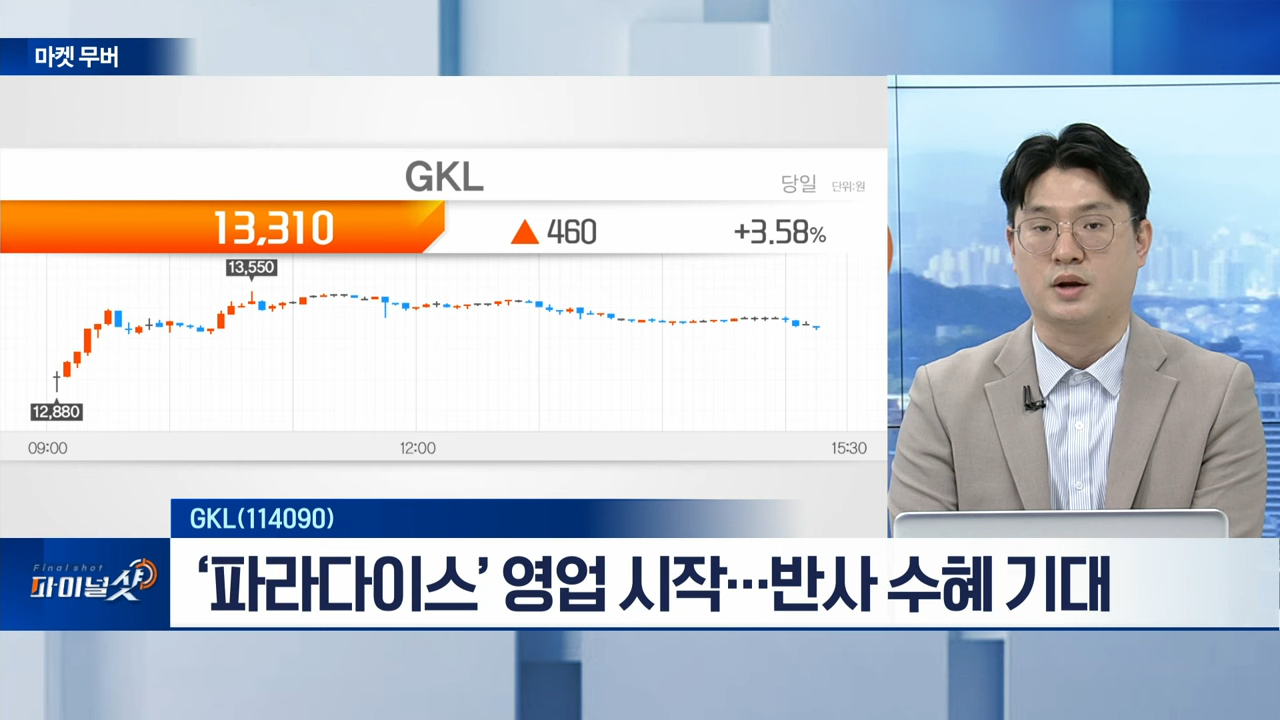 마켓 무버
GKL
당일 단위:원
13,310 ▲ 460 +3.58%
13,550
12,880
09:00 12:00 15:30
GKL(114090)
Final shot
파이널샷
‘파라다이스’ 영업 시작…반사 수혜 기대